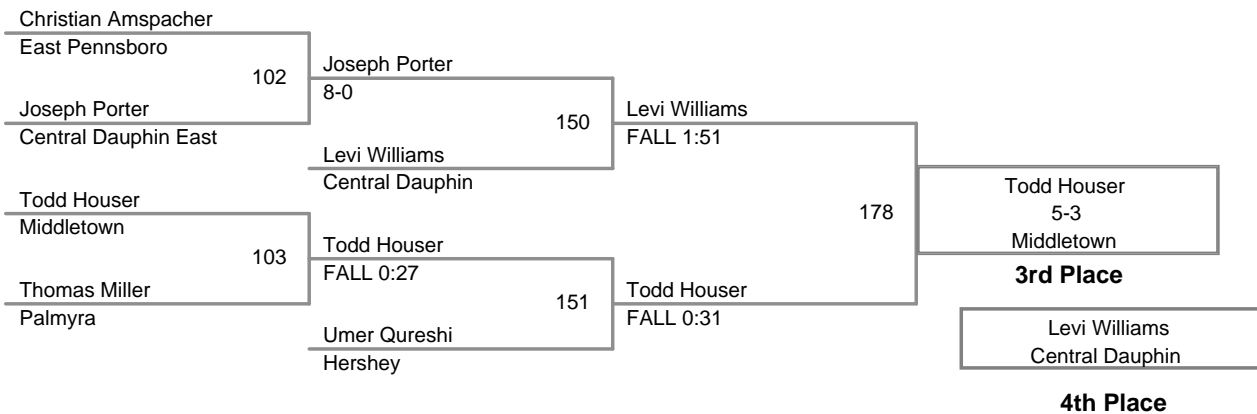 Christian Amspacher
East Pennsboro
102
Joseph Porter
8-0
Joseph Porter
Central Dauphin East
150
Levi Williams
FALL 1:51
Levi Williams
Central Dauphin
Todd Houser
Middletown
178
Todd Houser
5-3
Middletown
103
Todd Houser
FALL 0:27
3rd Place
Thomas Miller
Palmyra
151
Todd Houser
FALL 0:31
Umer Qureshi
Hershey
Levi Williams
Central Dauphin
4th Place